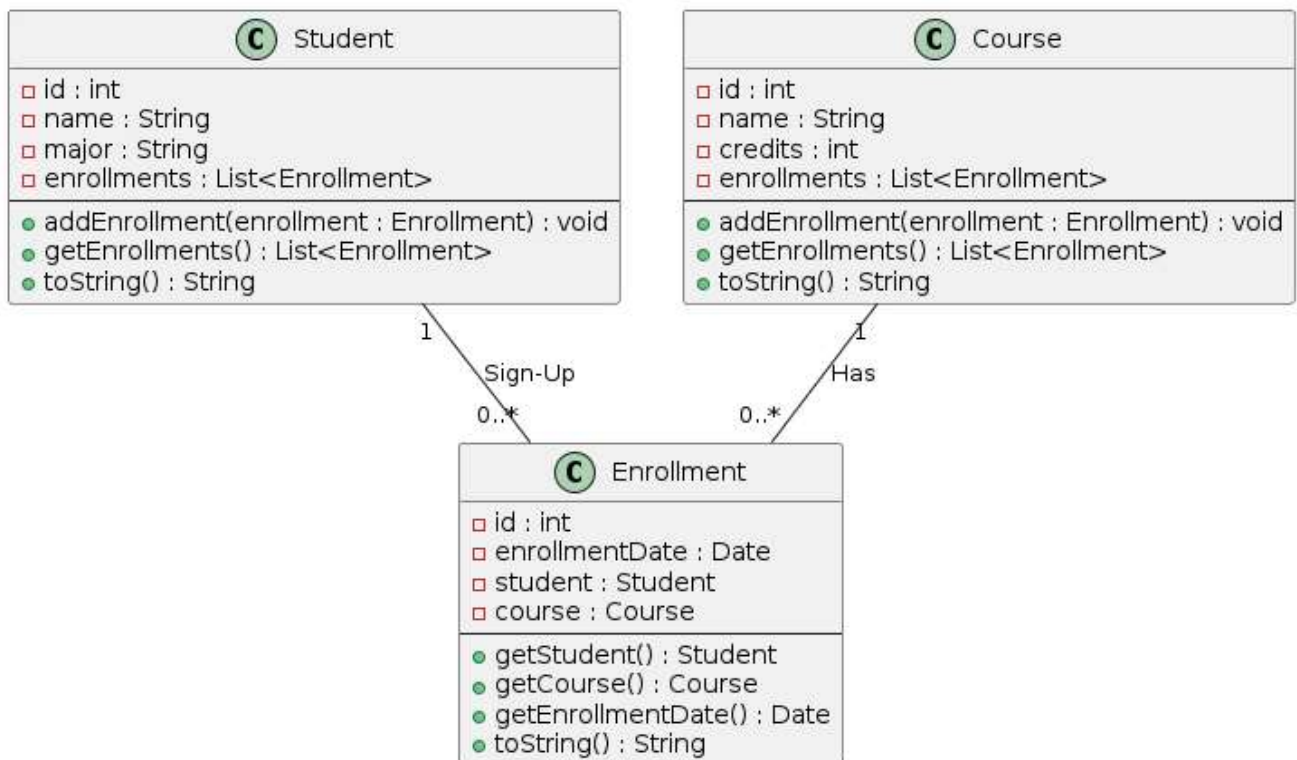 C Student
id : int
name : String
major : String
enrollments : List<Enrollment>
addEnrollment(enrollment : Enrollment) : void
getEnrollments() : List<Enrollment>
toString() : String
C Course
id : int
name : String
credits : int
enrollments : List<Enrollment>
addEnrollment(enrollment : Enrollment) : void
getEnrollments() : List<Enrollment>
toString() : String
1
Sign-Up
0..*
1
Has
0..*
C Enrollment
id : int
enrollmentDate : Date
student : Student
course : Course
getStudent() : Student
getCourse() : Course
getEnrollmentDate() : Date
toString() : String